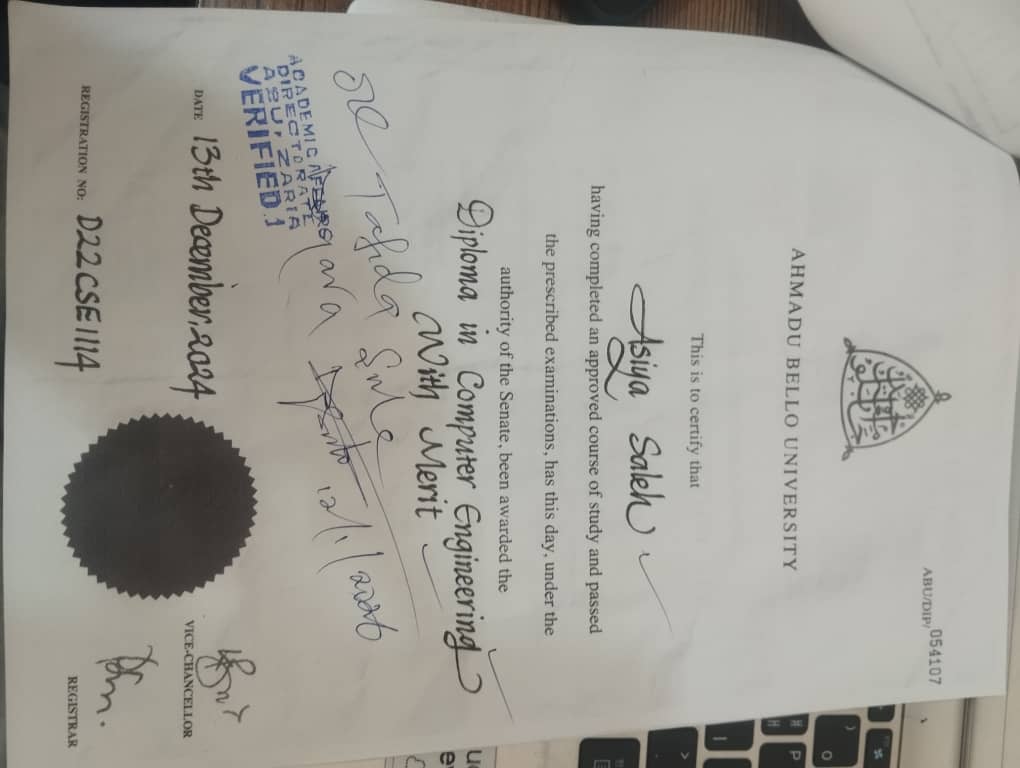 ABU/DIP/054107
AHMADU BELLO UNIVERSITY
This is to certify that
Asiya Saleh
having completed an approved course of study and passed
the prescribed examinations, has this day, under the
authority of the Senate, been awarded the
Diploma in Computer Engineering
With Merit
ACADEMIC AFFAIRS
DIRECTORATE
ABU, ZARIA
VERIFIED.1
DATE 13th December, 2024
VICE-CHANCELLOR
REGISTRATION NO: D22CSE1114
REGISTRAR
O
P